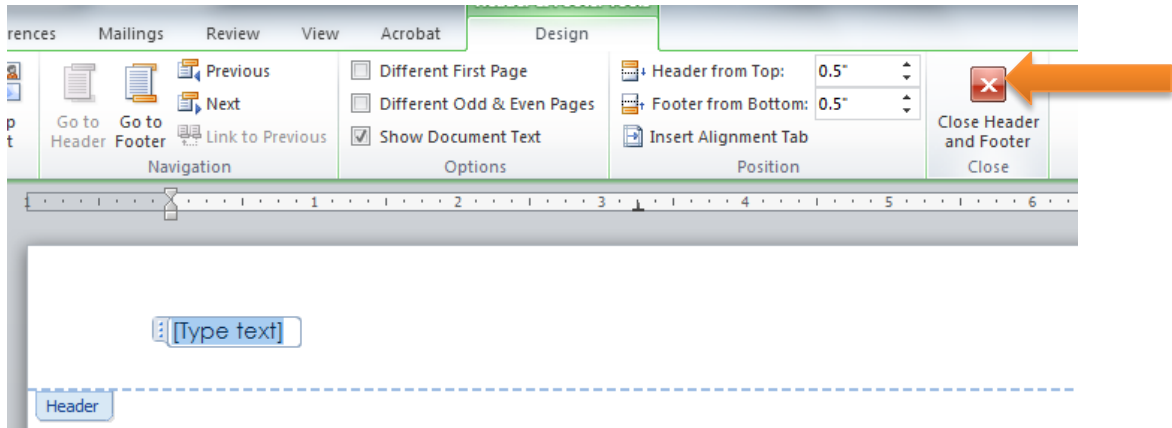 rences Mailings Review View Acrobat Design
Previous Different First Page Header from Top: 0.5"
Next Different Odd & Even Pages Footer from Bottom: 0.5"
p Go to Go to Close Header
t Header Footer Link to Previous Show Document Text Insert Alignment Tab and Footer
Navigation Options Position Close
1 1 2 3 4 5 6
[Type text]
Header